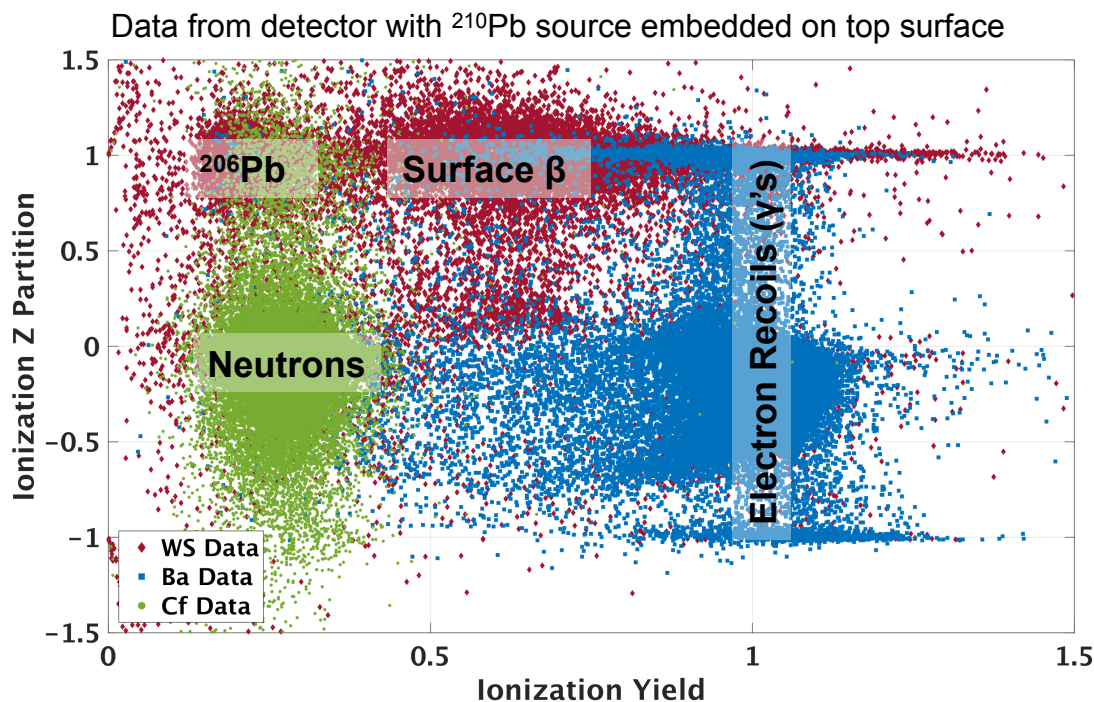 Data from detector with ²¹⁰Pb source embedded on top surface
1.5
1
0.5
0
−0.5
−1
−1.5
Ionization Z Partition
²⁰⁶Pb
Surface β
Neutrons
Electron Recoils (γ's)
WS Data
Ba Data
Cf Data
0
0.5
1
1.5
Ionization Yield